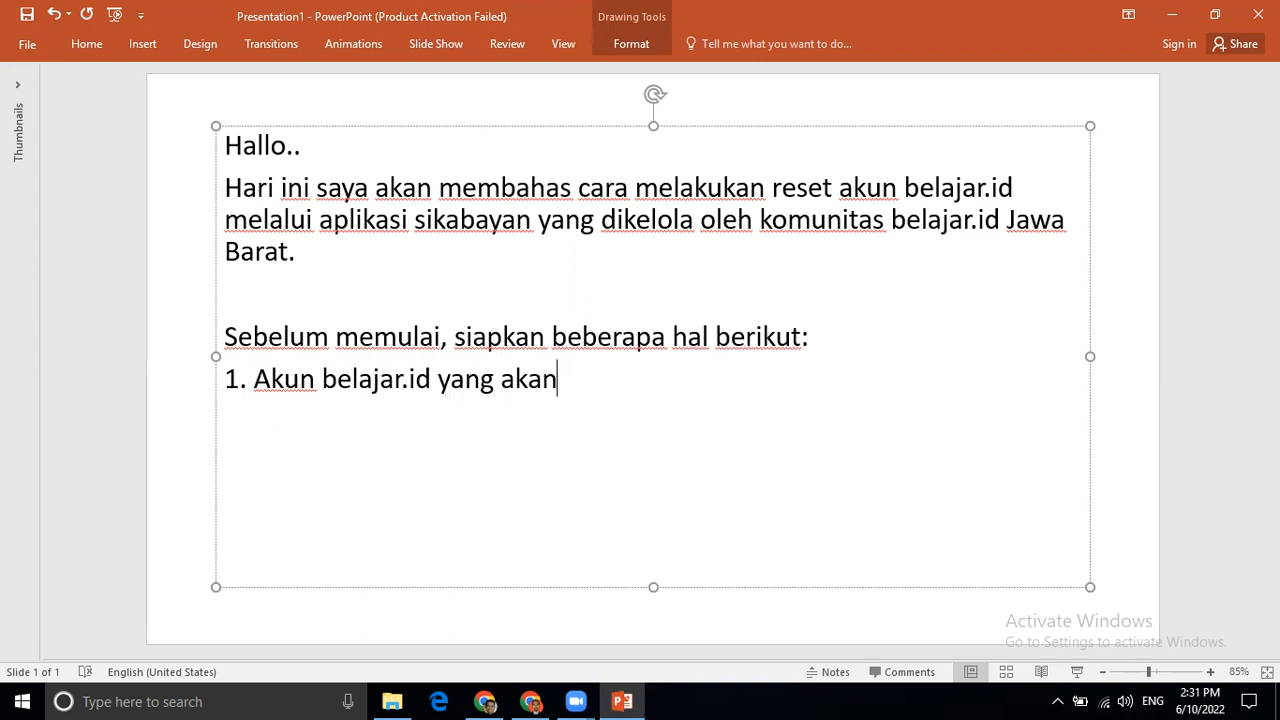 Presentation1 - PowerPoint (Product Activation Failed)
Drawing Tools
File Home Insert Design Transitions Animations Slide Show Review View Format Tell me what you want to do... Sign in Share
Thumbnails
Hallo..
Hari ini saya akan membahas cara melakukan reset akun belajar.id
melalui aplikasi sikabayan yang dikelola oleh komunitas belajar.id Jawa
Barat.
Sebelum memulai, siapkan beberapa hal berikut:
1. Akun belajar.id yang akan
Activate Windows
Go to Settings to activate Windows.
Slide 1 of 1 English (United States) Notes Comments 85%
Type here to search ENG 2:31 PM
6/10/2022